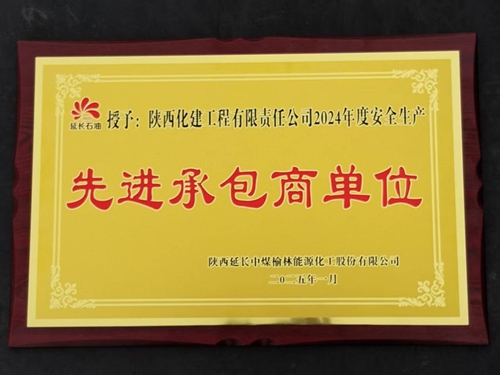 延长石油
授予：陕西化建工程有限责任公司2024年度安全生产
先进承包商单位
陕西延长中煤榆林能源化工股份有限公司
二〇二五年一月